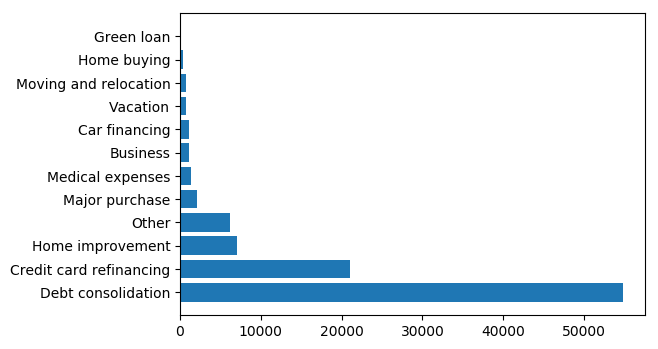 Green loan
Home buying
Moving and relocation
Vacation
Car financing
Business
Medical expenses
Major purchase
Other
Home improvement
Credit card refinancing
Debt consolidation
0 10000 20000 30000 40000 50000